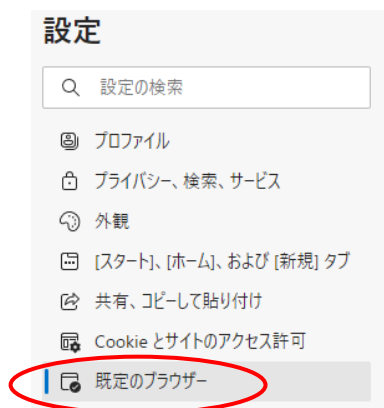 設定
設定の検索
プロファイル
プライバシー、検索、サービス
外観
[スタート]、[ホーム]、および [新規] タブ
共有、コピーして貼り付け
Cookie とサイトのアクセス許可
既定のブラウザー